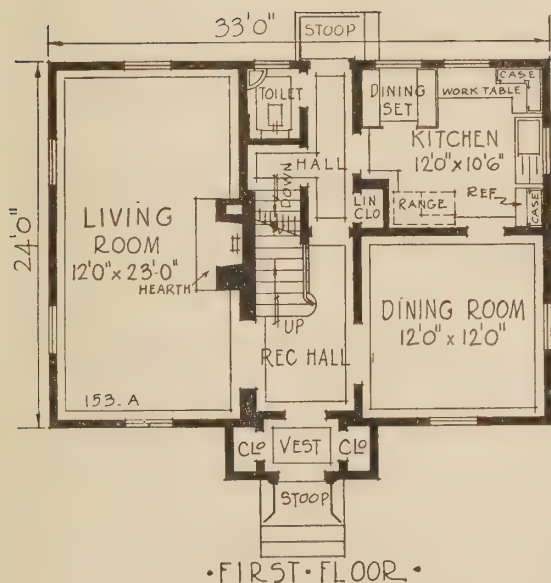 33'0"
STOOP
TOILET
DINING
SET
CASE
WORK TABLE
KITCHEN
12'0" x 10'6"
HALL
DOWN
LIN
CLO
RANGE
REF
CASE
24'0"
LIVING
ROOM
12'0" x 23'-0"
HEARTH
UP
REC HALL
DINING ROOM
12'0" x 12'0"
153.A
CLO
VEST
CLO
STOOP
·FIRST·FLOOR·